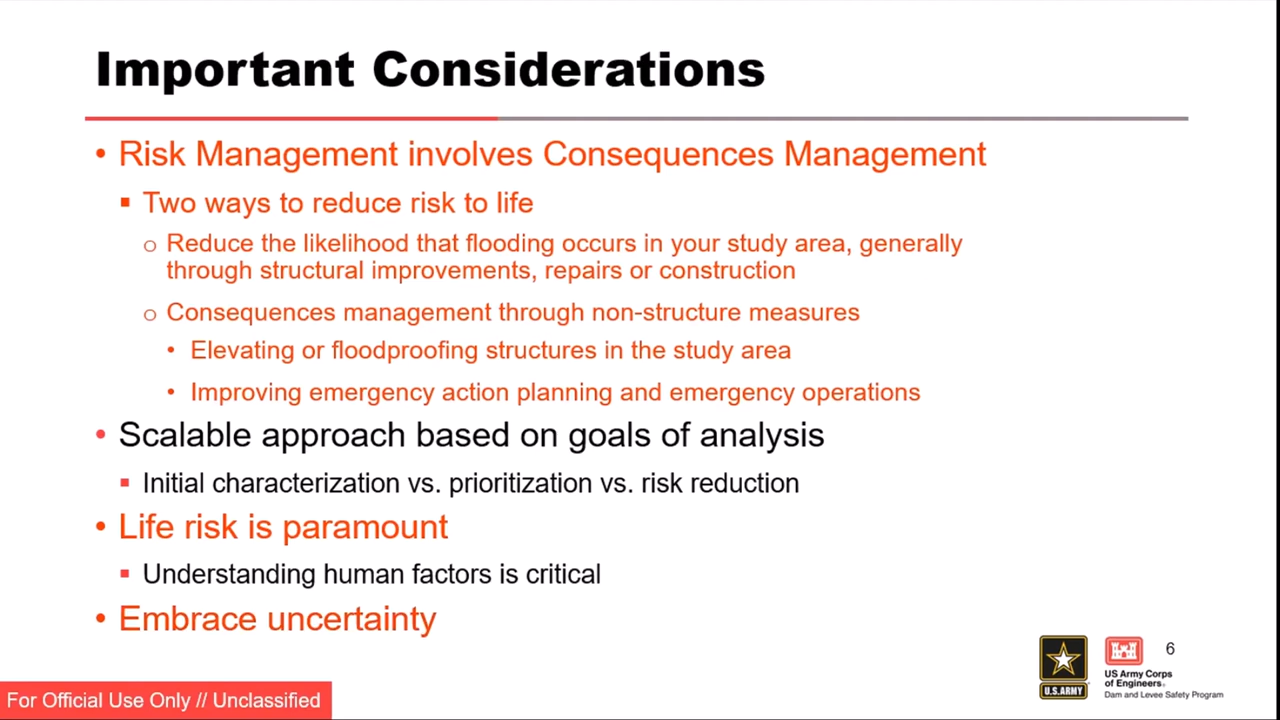 Important Considerations
• Risk Management involves Consequences Management
▪ Two ways to reduce risk to life
o Reduce the likelihood that flooding occurs in your study area, generally
through structural improvements, repairs or construction
o Consequences management through non-structure measures
• Elevating or floodproofing structures in the study area
• Improving emergency action planning and emergency operations
• Scalable approach based on goals of analysis
▪ Initial characterization vs. prioritization vs. risk reduction
• Life risk is paramount
▪ Understanding human factors is critical
• Embrace uncertainty
6
U.S.ARMY
US Army Corps
of Engineers®
Dam and Levee Safety Program
For Official Use Only // Unclassified